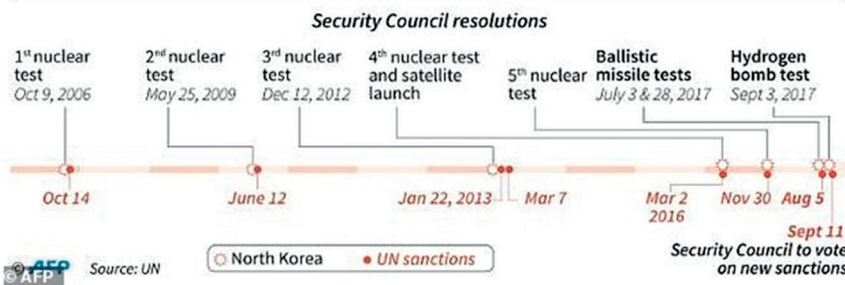 Security Council resolutions
1st nuclear
test
Oct 9, 2006
2nd nuclear
test
May 25, 2009
3rd nuclear
test
Dec 12, 2012
4th nuclear test
and satellite
launch
5th nuclear
test
Ballistic
missile tests
July 3 & 28, 2017
Hydrogen
bomb test
Sept 3, 2017
Oct 14
June 12
Jan 22, 2013
Mar 7
Mar 2
2016
Nov 30
Aug 5
Sept 11
Security Council to vote
on new sanctions
North Korea
UN sanctions
© AFP
Source: UN
© AFP